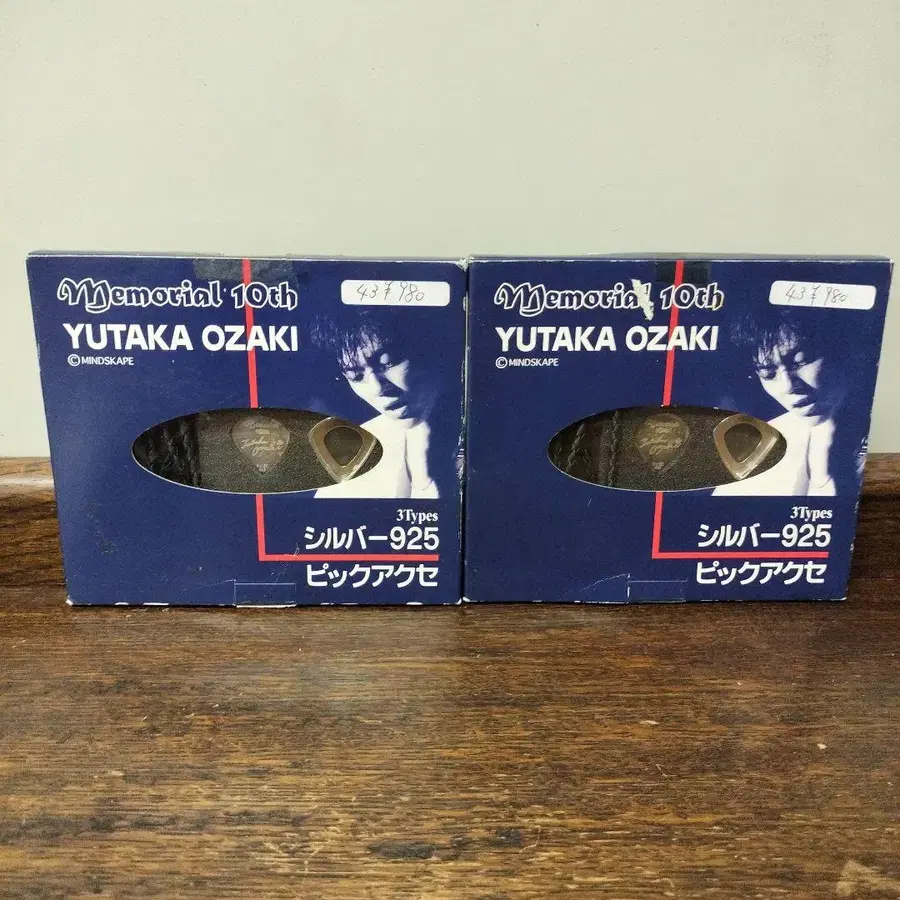 Memorial 10th
43 ¥980
YUTAKA OZAKI
© MINDSKAPE
3Types
シルバー925
ピックアクセ
Memorial 10th
43 ¥980
YUTAKA OZAKI
© MINDSKAPE
3Types
シルバー925
ピックアクセ